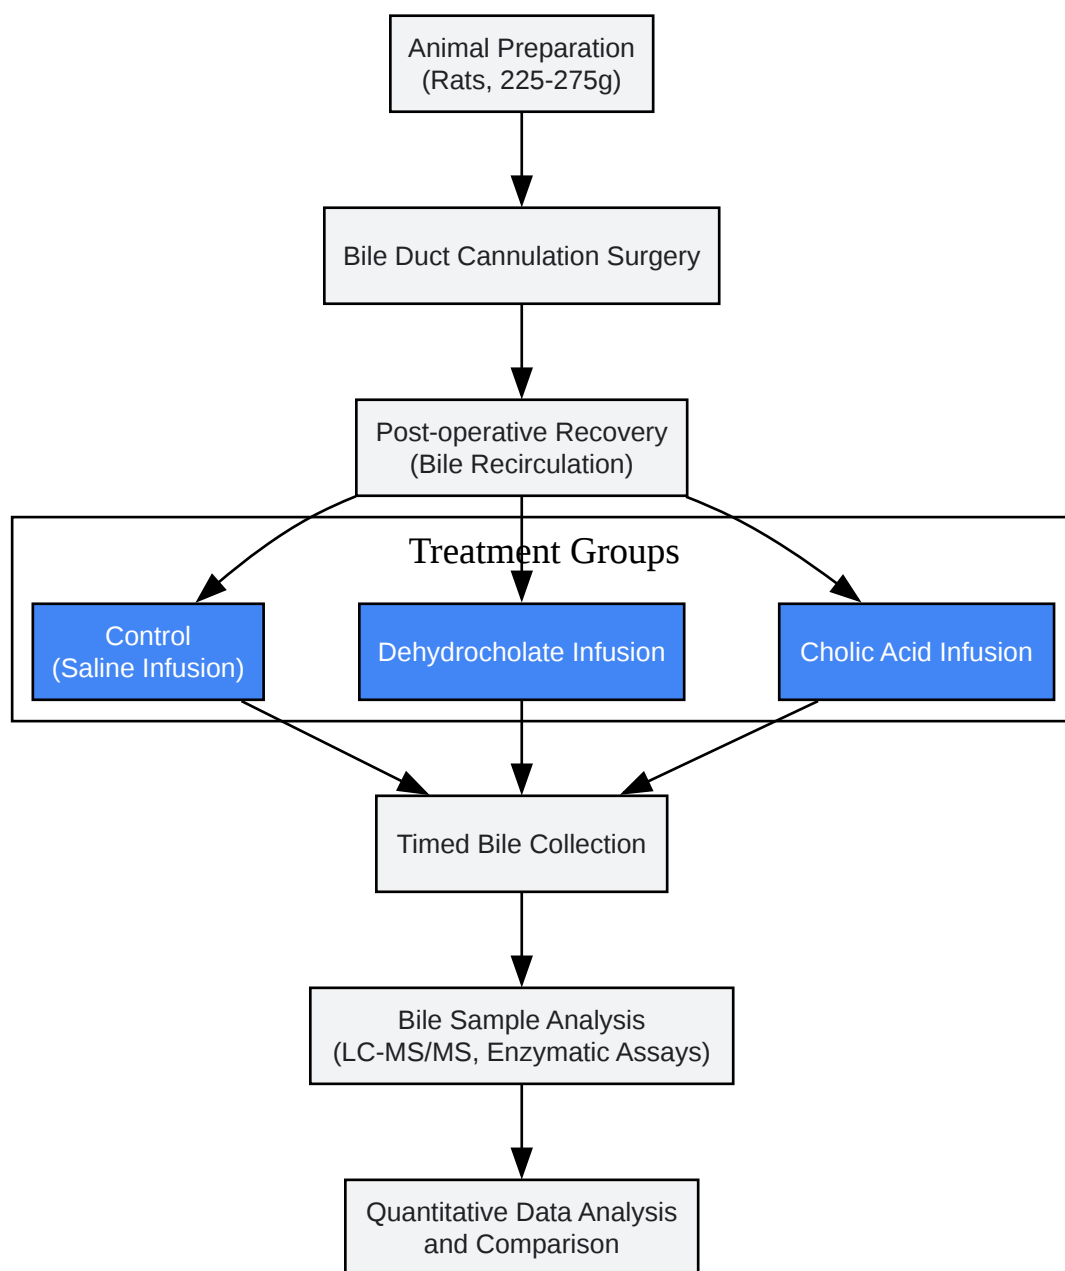 Animal Preparation
(Rats, 225-275g)
Bile Duct Cannulation Surgery
Post-operative Recovery
(Bile Recirculation)
Treatment Groups
Control
(Saline Infusion)
Dehydrocholate Infusion
Cholic Acid Infusion
Timed Bile Collection
Bile Sample Analysis
(LC-MS/MS, Enzymatic Assays)
Quantitative Data Analysis
and Comparison